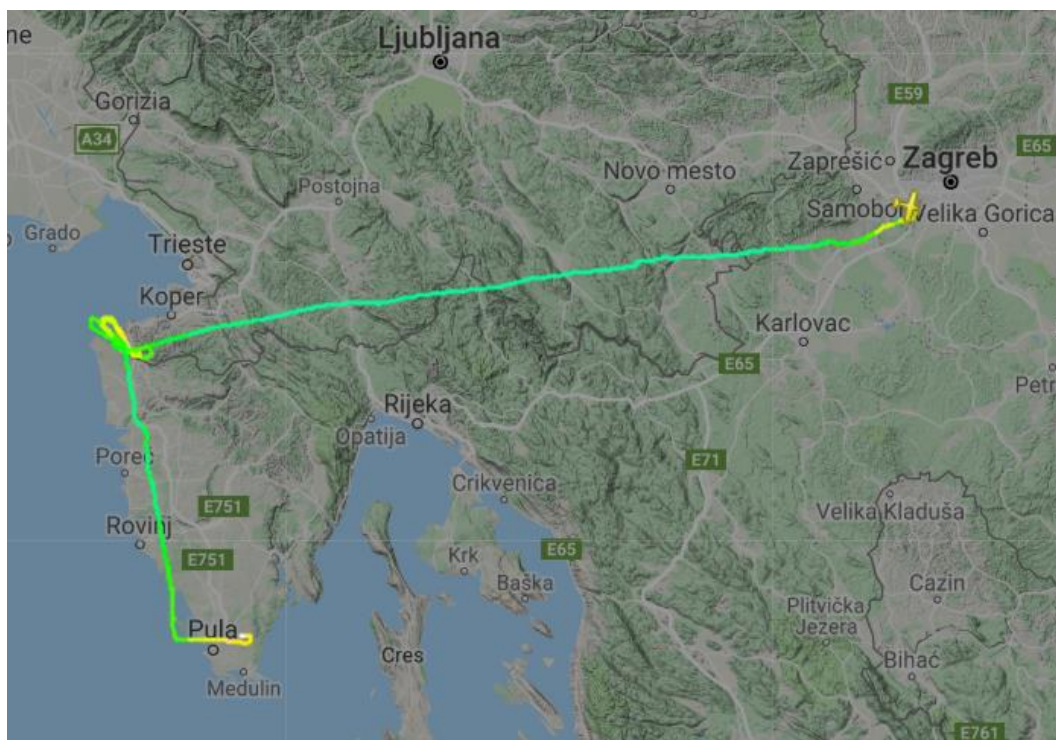 ne
Ljubljana
Gorizia
E59
A34
Novo mesto
Zaprešić
Zagreb
E65
Postojna
Samobor
Velika Gorica
Grado
Trieste
Koper
Karlovac
E65
Petr
Rijeka
Opatija
Poreč
E71
Crikvenica
E751
Velika Kladuša
Rovinj
E751
E65
Krk
Baška
Cazin
Plitvička
Jezera
Pula
Cres
Bihać
Medulin
E761